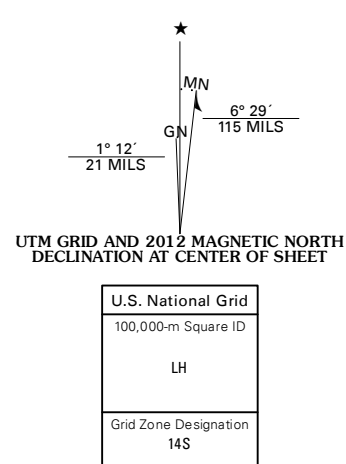 ★
MN
GN
6° 29´
115 MILS
1° 12´
21 MILS
UTM GRID AND 2012 MAGNETIC NORTH
DECLINATION AT CENTER OF SHEET
U.S. National Grid
100,000-m Square ID
LH
Grid Zone Designation
14S